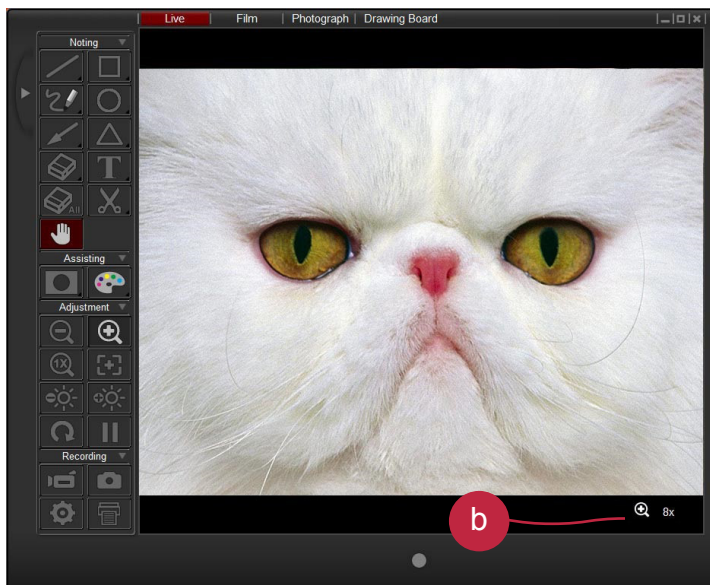 Live Film Photograph Drawing Board
Noting
T
All
Assisting
Adjustment
1X
Recording
8x
b